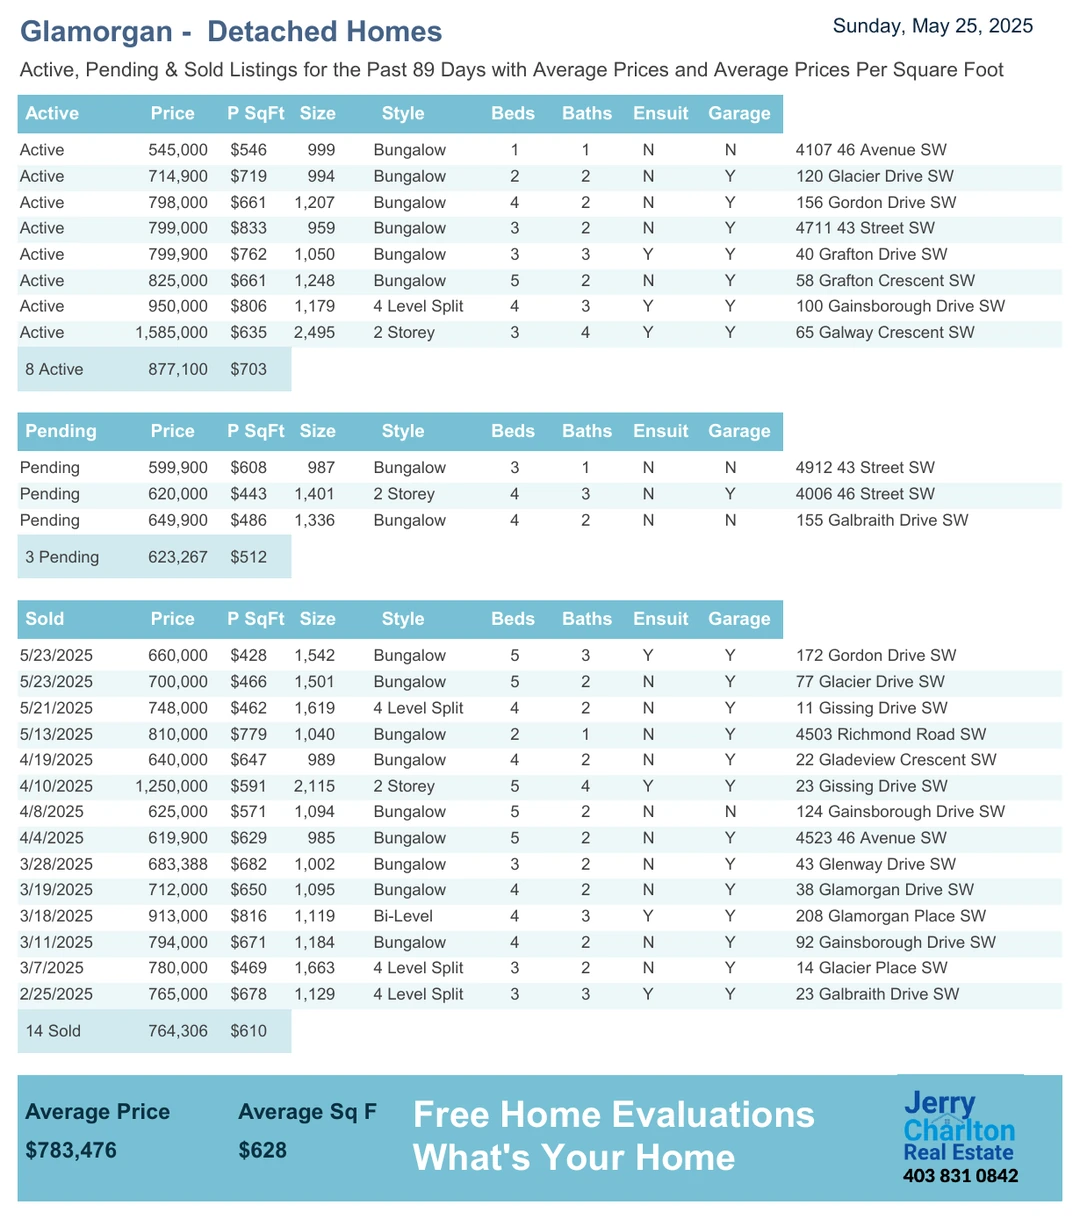 Glamorgan - Detached Homes
Sunday, May 25, 2025
Active, Pending & Sold Listings for the Past 89 Days with Average Prices and Average Prices Per Square Foot
Active Price P SqFt Size Style Beds Baths Ensuit Garage
Active 545,000 $546 999 Bungalow 1 1 N N 4107 46 Avenue SW
Active 714,900 $719 994 Bungalow 2 2 N Y 120 Glacier Drive SW
Active 798,000 $661 1,207 Bungalow 4 2 N Y 156 Gordon Drive SW
Active 799,000 $833 959 Bungalow 3 2 N Y 4711 43 Street SW
Active 799,900 $762 1,050 Bungalow 3 3 Y Y 40 Grafton Drive SW
Active 825,000 $661 1,248 Bungalow 5 2 N Y 58 Grafton Crescent SW
Active 950,000 $806 1,179 4 Level Split 4 3 Y Y 100 Gainsborough Drive SW
Active 1,585,000 $635 2,495 2 Storey 3 4 Y Y 65 Galway Crescent SW
8 Active 877,100 $703
Pending Price P SqFt Size Style Beds Baths Ensuit Garage
Pending 599,900 $608 987 Bungalow 3 1 N N 4912 43 Street SW
Pending 620,000 $443 1,401 2 Storey 4 3 N Y 4006 46 Street SW
Pending 649,900 $486 1,336 Bungalow 4 2 N N 155 Galbraith Drive SW
3 Pending 623,267 $512
Sold Price P SqFt Size Style Beds Baths Ensuit Garage
5/23/2025 660,000 $428 1,542 Bungalow 5 3 Y Y 172 Gordon Drive SW
5/23/2025 700,000 $466 1,501 Bungalow 5 2 N Y 77 Glacier Drive SW
5/21/2025 748,000 $462 1,619 4 Level Split 4 2 N Y 11 Gissing Drive SW
5/13/2025 810,000 $779 1,040 Bungalow 2 1 N Y 4503 Richmond Road SW
4/19/2025 640,000 $647 989 Bungalow 4 2 N Y 22 Gladeview Crescent SW
4/10/2025 1,250,000 $591 2,115 2 Storey 5 4 Y Y 23 Gissing Drive SW
4/8/2025 625,000 $571 1,094 Bungalow 5 2 N N 124 Gainsborough Drive SW
4/4/2025 619,900 $629 985 Bungalow 5 2 N Y 4523 46 Avenue SW
3/28/2025 683,388 $682 1,002 Bungalow 3 2 N Y 43 Glenway Drive SW
3/19/2025 712,000 $650 1,095 Bungalow 4 2 N Y 38 Glamorgan Drive SW
3/18/2025 913,000 $816 1,119 Bi-Level 4 3 Y Y 208 Glamorgan Place SW
3/11/2025 794,000 $671 1,184 Bungalow 4 2 N Y 92 Gainsborough Drive SW
3/7/2025 780,000 $469 1,663 4 Level Split 3 2 N Y 14 Glacier Place SW
2/25/2025 765,000 $678 1,129 4 Level Split 3 3 Y Y 23 Galbraith Drive SW
14 Sold 764,306 $610
Average Price Average Sq F
$783,476 $628
Free Home Evaluations
What's Your Home
Jerry
Charlton
Real Estate
403 831 0842